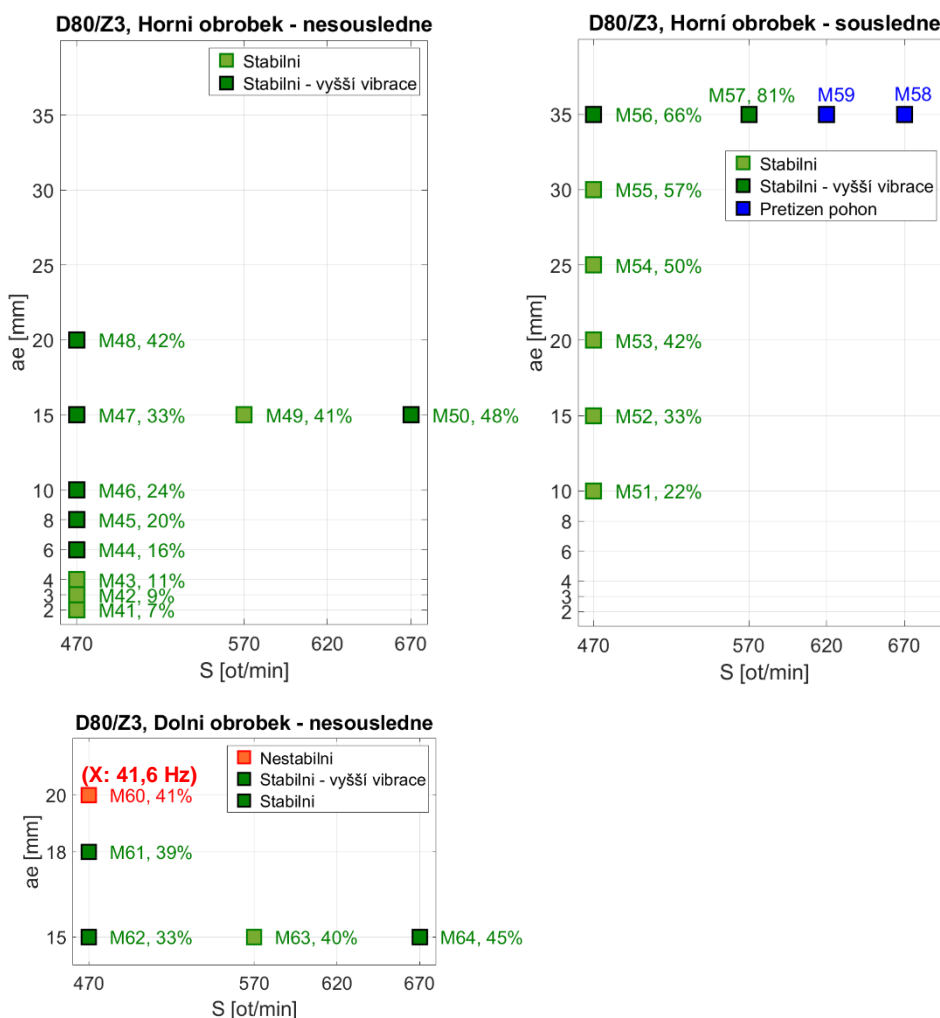 D80/Z3, Horni obrobek - nesousledne
Stabilni
Stabilni - vyšší vibrace
35
30
25
20
15
10
8
6
4
3
2
ae [mm]
M48, 42%
M47, 33%
M49, 41%
M50, 48%
M46, 24%
M45, 20%
M44, 16%
M43, 11%
M42, 9%
M41, 7%
470
570
620
670
S [ot/min]
D80/Z3, Horní obrobek - sousledne
M57, 81%
M59
M58
M56, 66%
Stabilni
Stabilni - vyšší vibrace
Pretizen pohon
M55, 57%
M54, 50%
M53, 42%
M52, 33%
M51, 22%
35
30
25
20
15
10
8
6
4
3
2
ae [mm]
470
570
620
670
S [ot/min]
D80/Z3, Dolni obrobek - nesousledne
Nestabilni
Stabilni - vyšší vibrace
Stabilni
(X: 41,6 Hz)
M60, 41%
M61, 39%
M62, 33%
M63, 40%
M64, 45%
20
18
15
ae [mm]
470
570
620
670
S [ot/min]